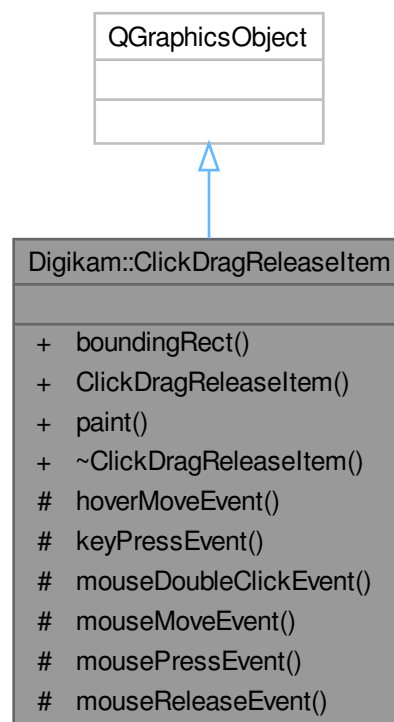 QGraphicsObject
Digikam::ClickDragReleaseItem
+ boundingRect()
+ ClickDragReleaseItem()
+ paint()
+ ~ClickDragReleaseItem()
# hoverMoveEvent()
# keyPressEvent()
# mouseDoubleClickEvent()
# mouseMoveEvent()
# mousePressEvent()
# mouseReleaseEvent()